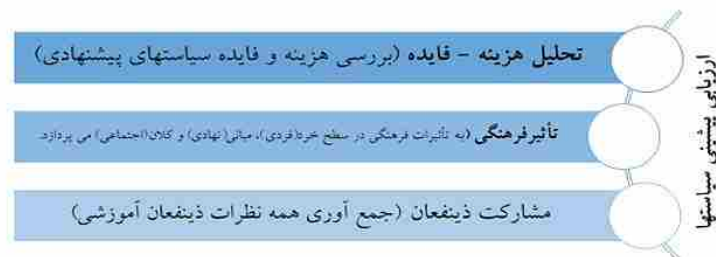 ارزیابی پیشینی سیاستها
تحلیل هزینه - فایده (بررسی هزینه و فایده سیاستهای پیشنهادی)
تأثیرفرهنگی (به تأثیرات فرهنگی در سطح خرد(فردی)، میانی(نهادی) و کلان(اجتماعی) می پردازد.
مشارکت ذینفعان (جمع آوری همه نظرات ذینفعان آموزشی)